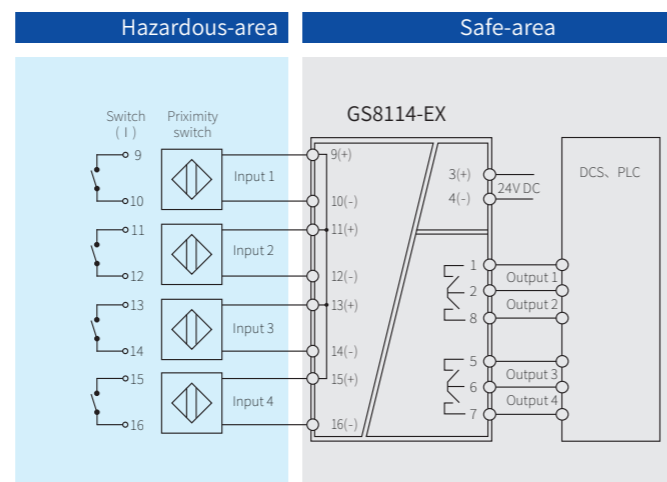 Hazardous-area
Safe-area
Switch
( I )
Priximity
switch
GS8114-EX
9
10
Input 1
9(+)
10(-)
3(+)
4(-)
24V DC
DCS、PLC
11
12
Input 2
11(+)
12(-)
1
2
8
Output 1
Output 2
13
14
Input 3
13(+)
14(-)
15
16
Input 4
15(+)
16(-)
5
6
7
Output 3
Output 4